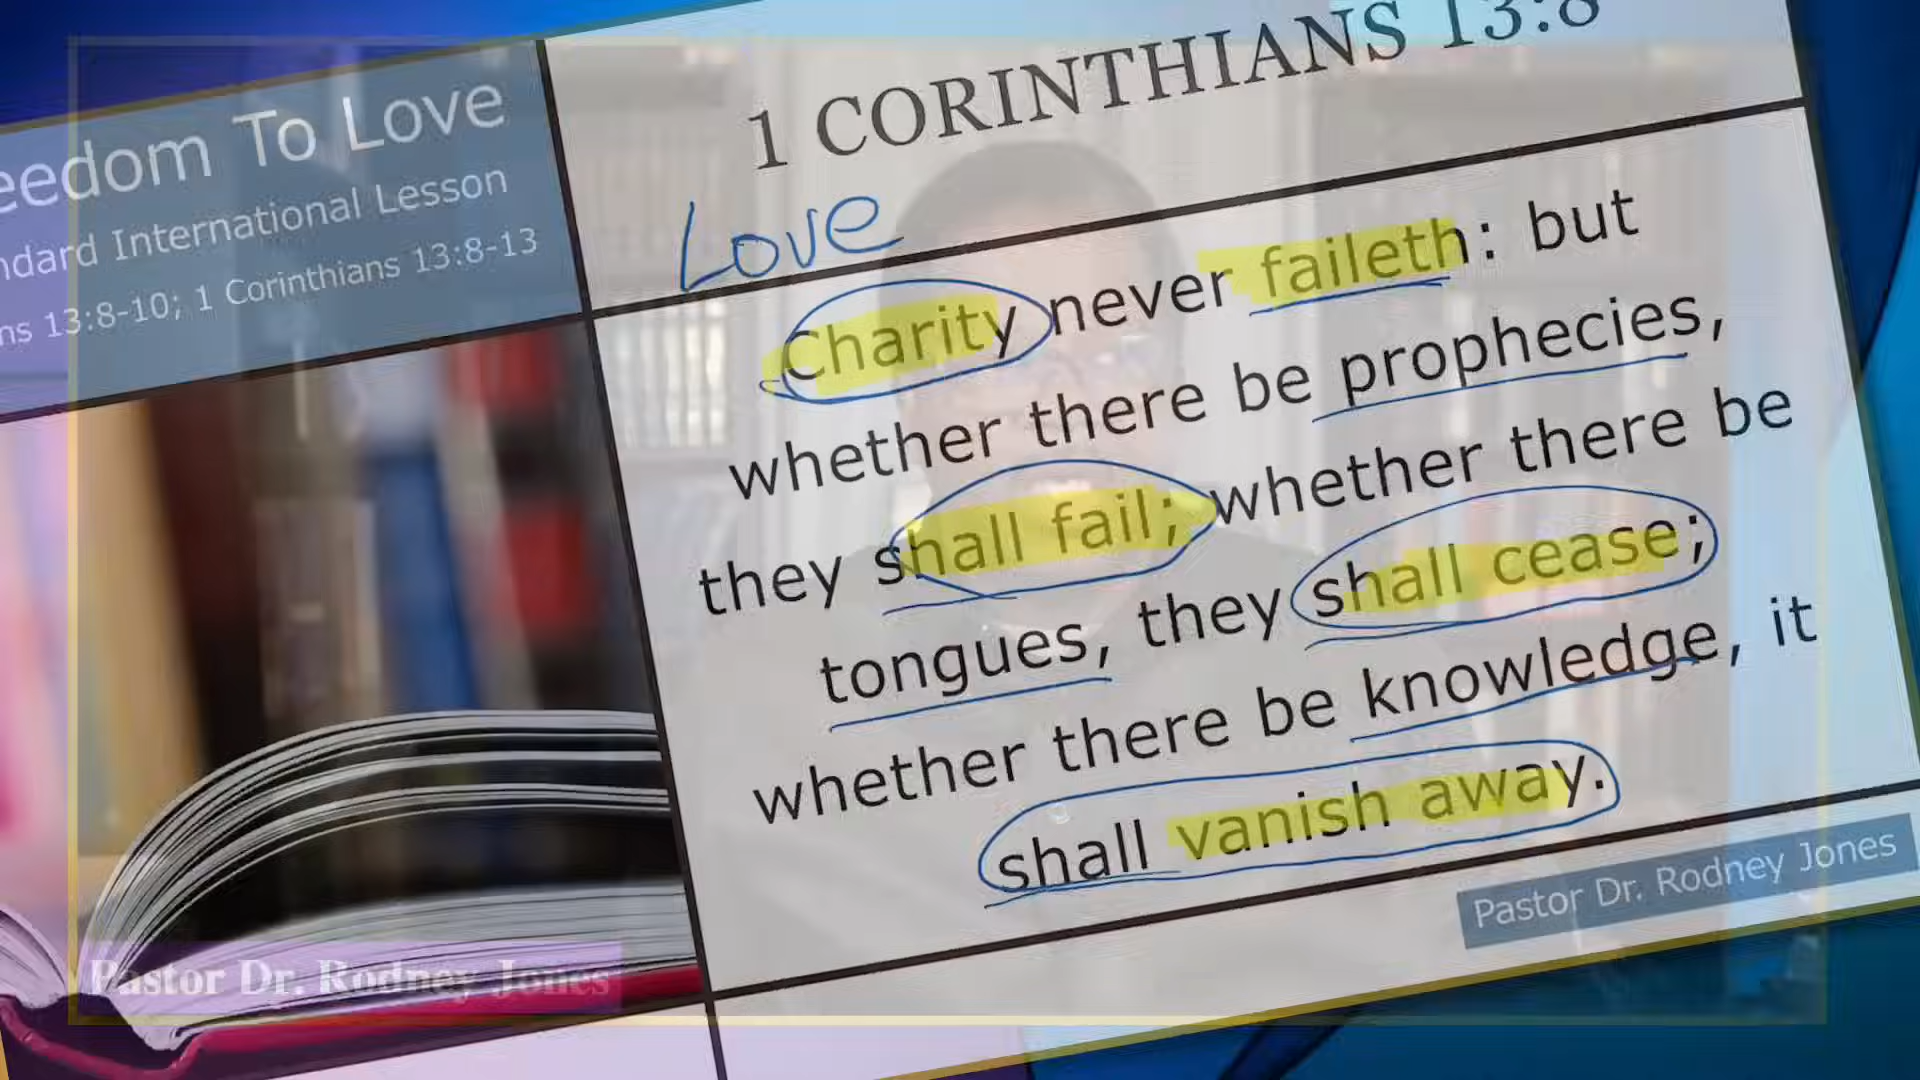 eedom To Love
ndard International Lesson
ns 13:8-10; 1 Corinthians 13:8-13
1 CORINTHIANS 13:8
Love
Charity never faileth: but
whether there be prophecies,
they shall fail; whether there be
tongues, they shall cease;
whether there be knowledge, it
shall vanish away.
Pastor Dr. Rodney Jones
Pastor Dr. Rodney Jones